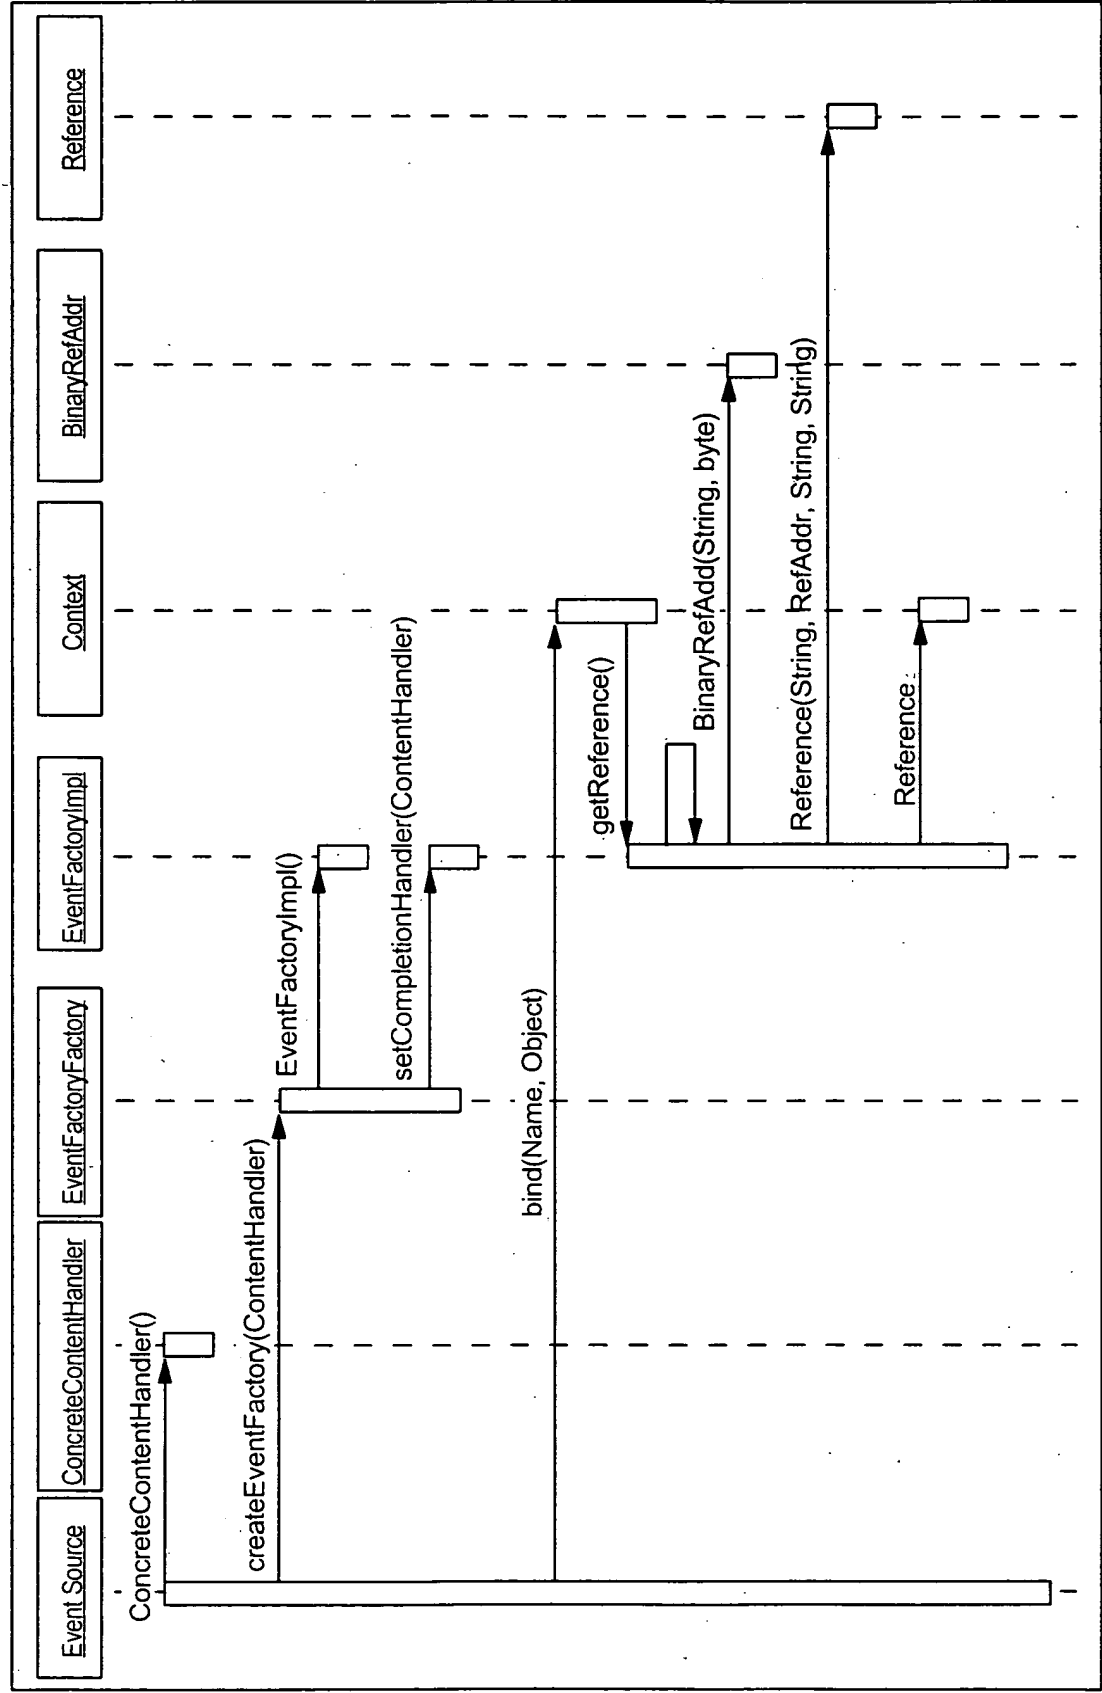 Event Source
ConcreteContentHandler
EventFactoryFactory
EventFactoryImpl
Context
BinaryRefAddr
Reference
ConcreteContentHandler()
createEventFactory(ContentHandler)
EventFactoryImpl()
setCompletionHandler(ContentHandler)
bind(Name, Object)
getReference()
BinaryRefAdd(String, byte)
Reference(String, RefAddr, String, String)
Reference